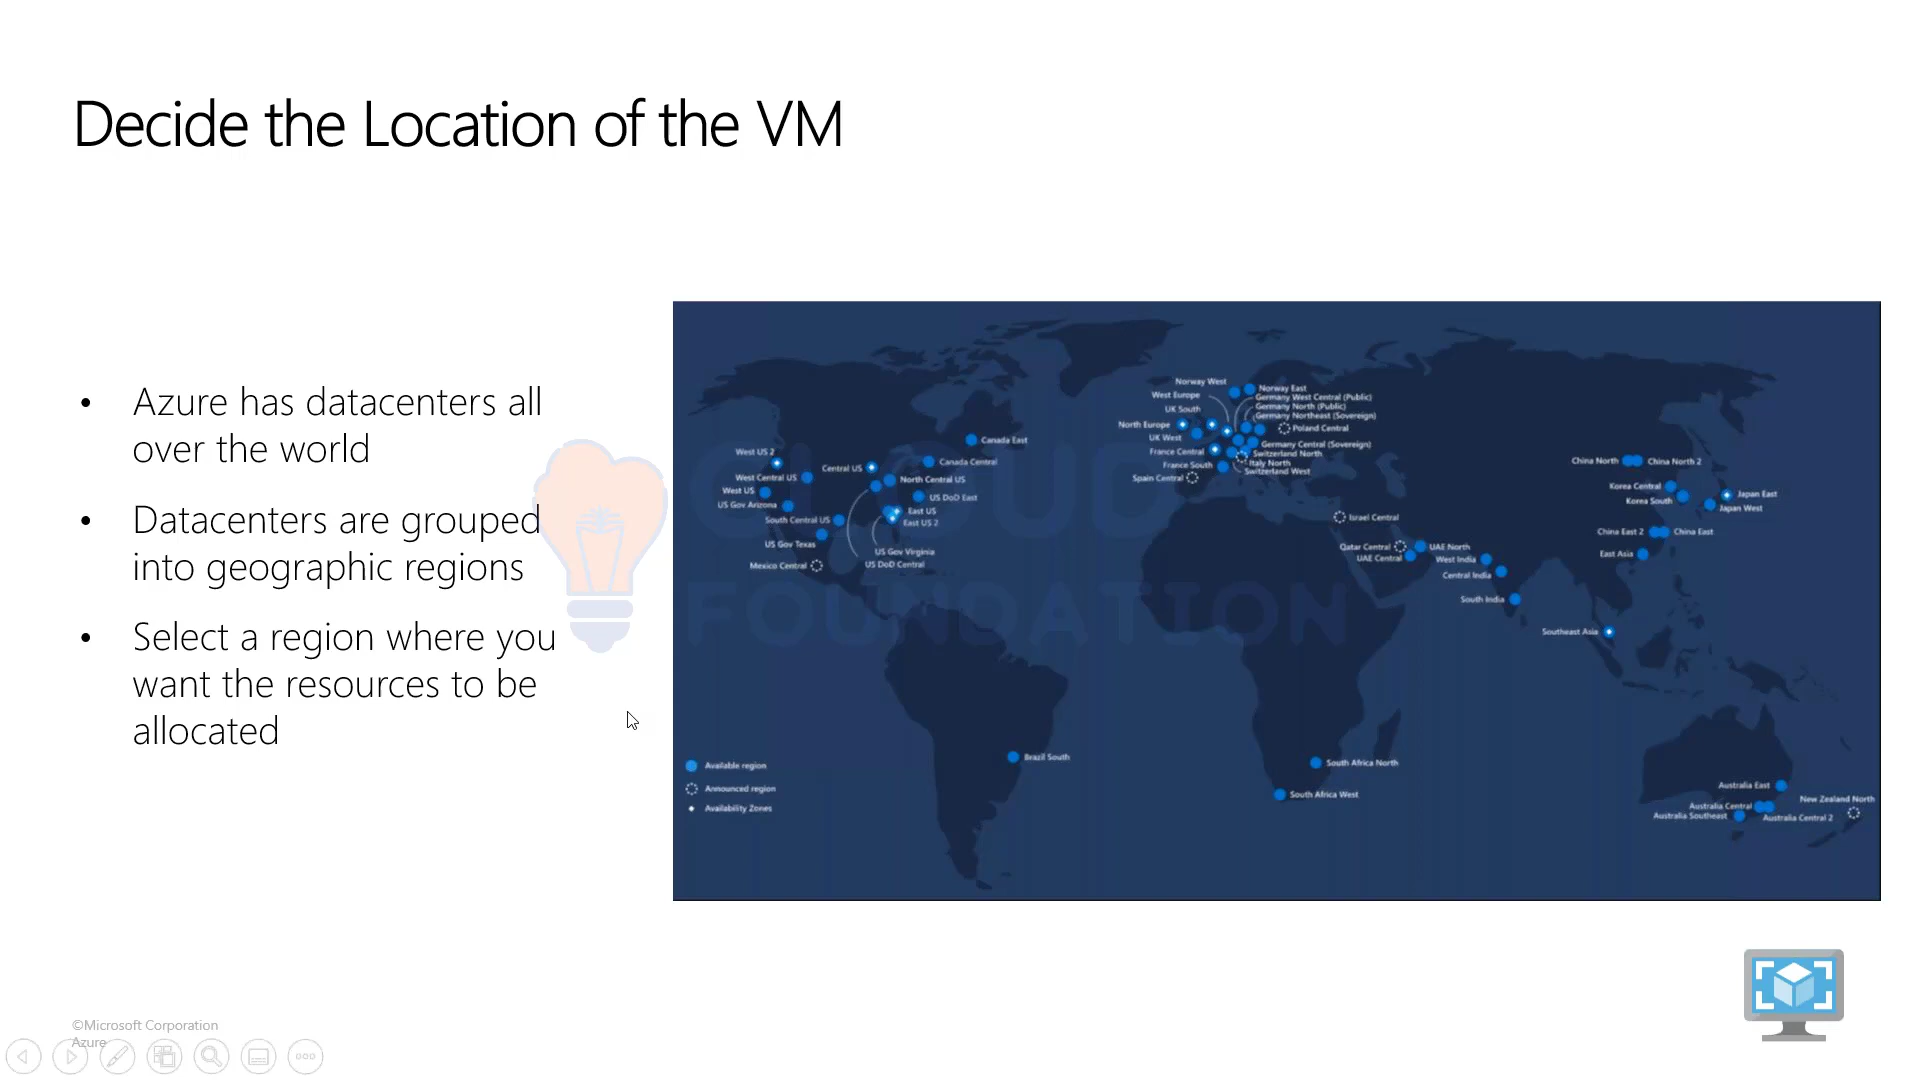 Decide the Location of the VM
• Azure has datacenters all
over the world
• Datacenters are grouped
into geographic regions
• Select a region where you
want the resources to be
allocated
CLOUD
FOUNDATION
West US 2
West Central US
West US
US Gov Arizona
South Central US
US Gov Texas
Mexico Central
Central US
Canada East
Canada Central
North Central US
US DoD East
East US
East US 2
US Gov Virginia
US DoD Central
Brazil South
Norway West
West Europe
UK South
North Europe
UK West
France Central
France South
Spain Central
Norway East
Germany West Central (Public)
Germany North (Public)
Germany Northeast (Sovereign)
Poland Central
Germany Central (Sovereign)
Switzerland North
Italy North
Switzerland West
Israel Central
Qatar Central
UAE North
UAE Central
West India
Central India
South India
South Africa North
South Africa West
China North
China North 2
Korea Central
Korea South
Japan East
Japan West
China East 2
China East
East Asia
Southeast Asia
Australia East
Australia Central
New Zealand North
Australia Southeast
Australia Central 2
Available region
Announced region
Availability Zones
©Microsoft Corporation
Azure